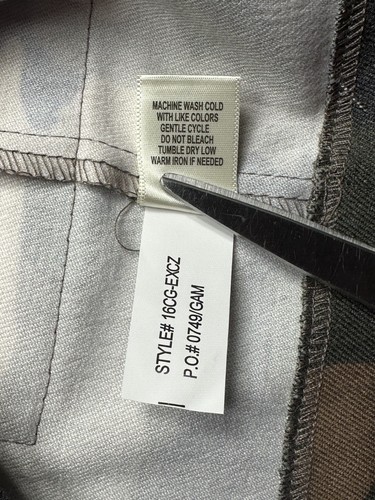 MACHINE WASH COLD
WITH LIKE COLORS
GENTLE CYCLE
DO NOT BLEACH
TUMBLE DRY LOW
WARM IRON IF NEEDED
STYLE# 16CG-EXCZ
P.O.# 0749/GAM